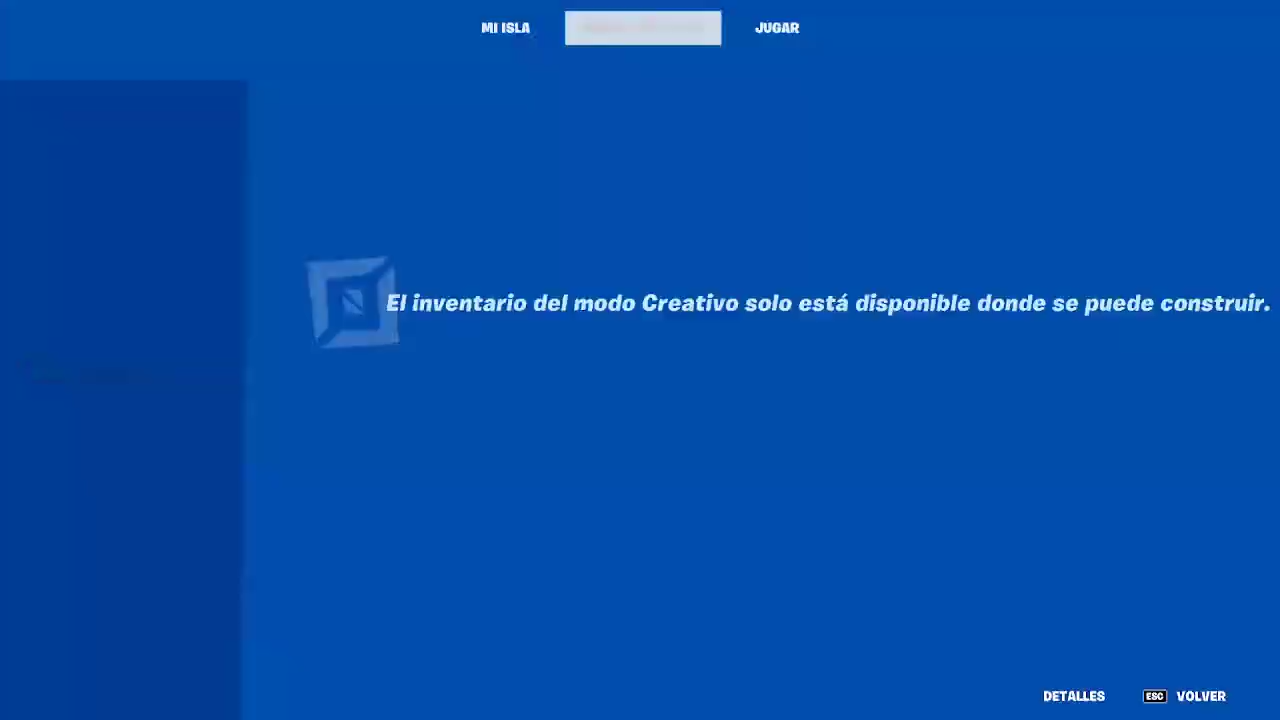 MI ISLA
JUGAR
El inventario del modo Creativo solo está disponible donde se puede construir.
DETALLES
ESC VOLVER